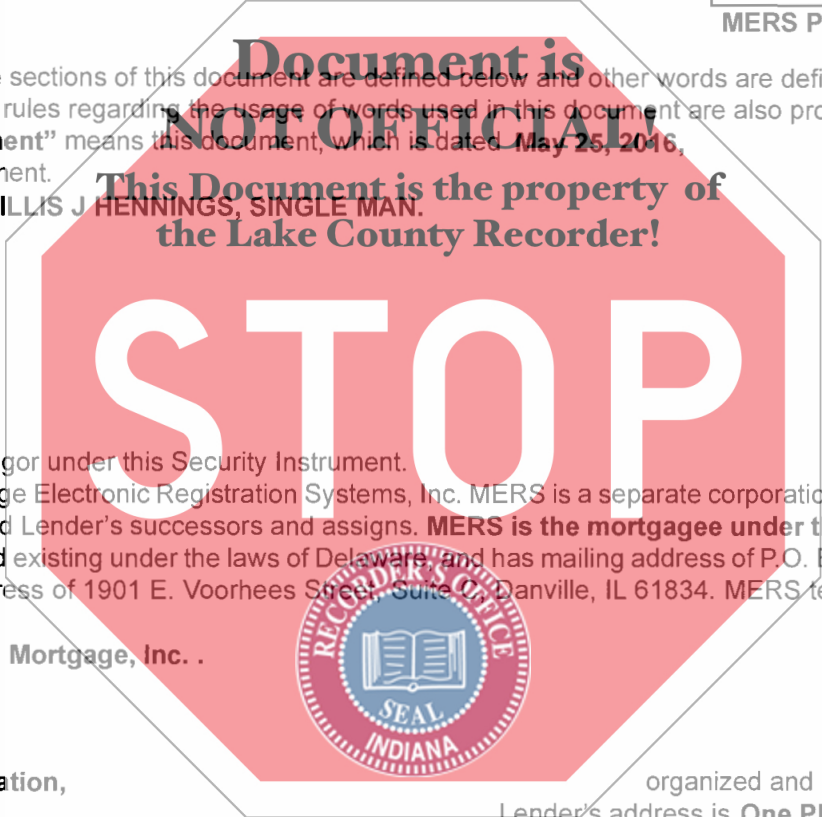 MERS P
Document is
sections of this document are defined below and other words are defi
rules regarding the usage of words used in this document are also pro
NOT OFFICIAL!
ent” means this document, which is dated May 25, 2016,
ent.
This Document is the property of
ILLIS J HENNINGS, SINGLE MAN.
the Lake County Recorder!
STOP
gor under this Security Instrument.
ge Electronic Registration Systems, Inc. MERS is a separate corporatio
d Lender's successors and assigns. MERS is the mortgagee under t
d existing under the laws of Delaware, and has mailing address of P.O.
ess of 1901 E. Voorhees Street, Suite C, Danville, IL 61834. MERS te
RECORDER'S OFFICE
Mortgage, Inc. .
SEAL
INDIANA
ation,
organized and
Lender's address is One Pl